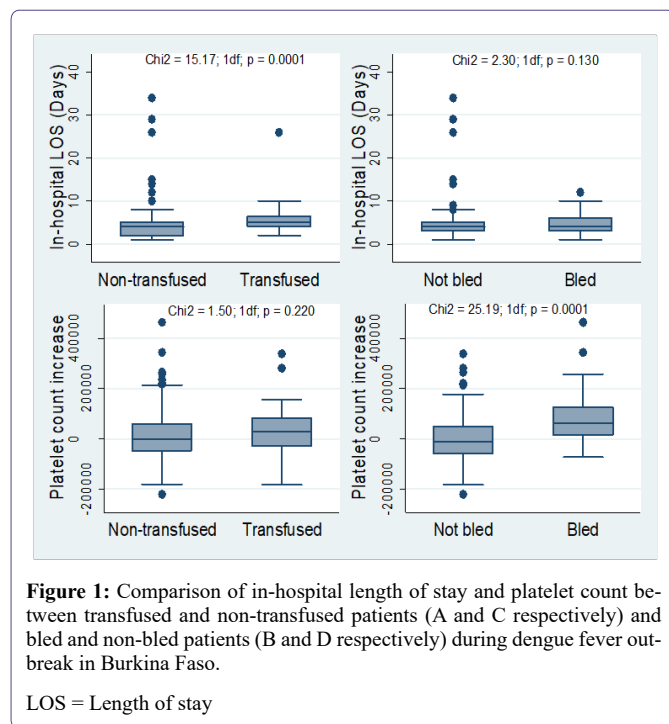 Chi2 = 15.17; 1df; p = 0.0001
In-hospital LOS (Days)
0 10 20 30 40
Non-transfused Transfused
Chi2 = 2.30; 1df; p = 0.130
In-hospital LOS (Days)
0 10 20 30 40
Not bled Bled
Chi2 = 1.50; 1df; p = 0.220
Platelet count increase
-200000 0 200000 400000
Non-transfused Transfused
Chi2 = 25.19; 1df; p = 0.0001
Platelet count increase
-200000 0 200000 400000
Not bled Bled
Figure 1: Comparison of in-hospital length of stay and platelet count be-
tween transfused and non-transfused patients (A and C respectively) and
bled and non-bled patients (B and D respectively) during dengue fever out-
break in Burkina Faso.
LOS = Length of stay